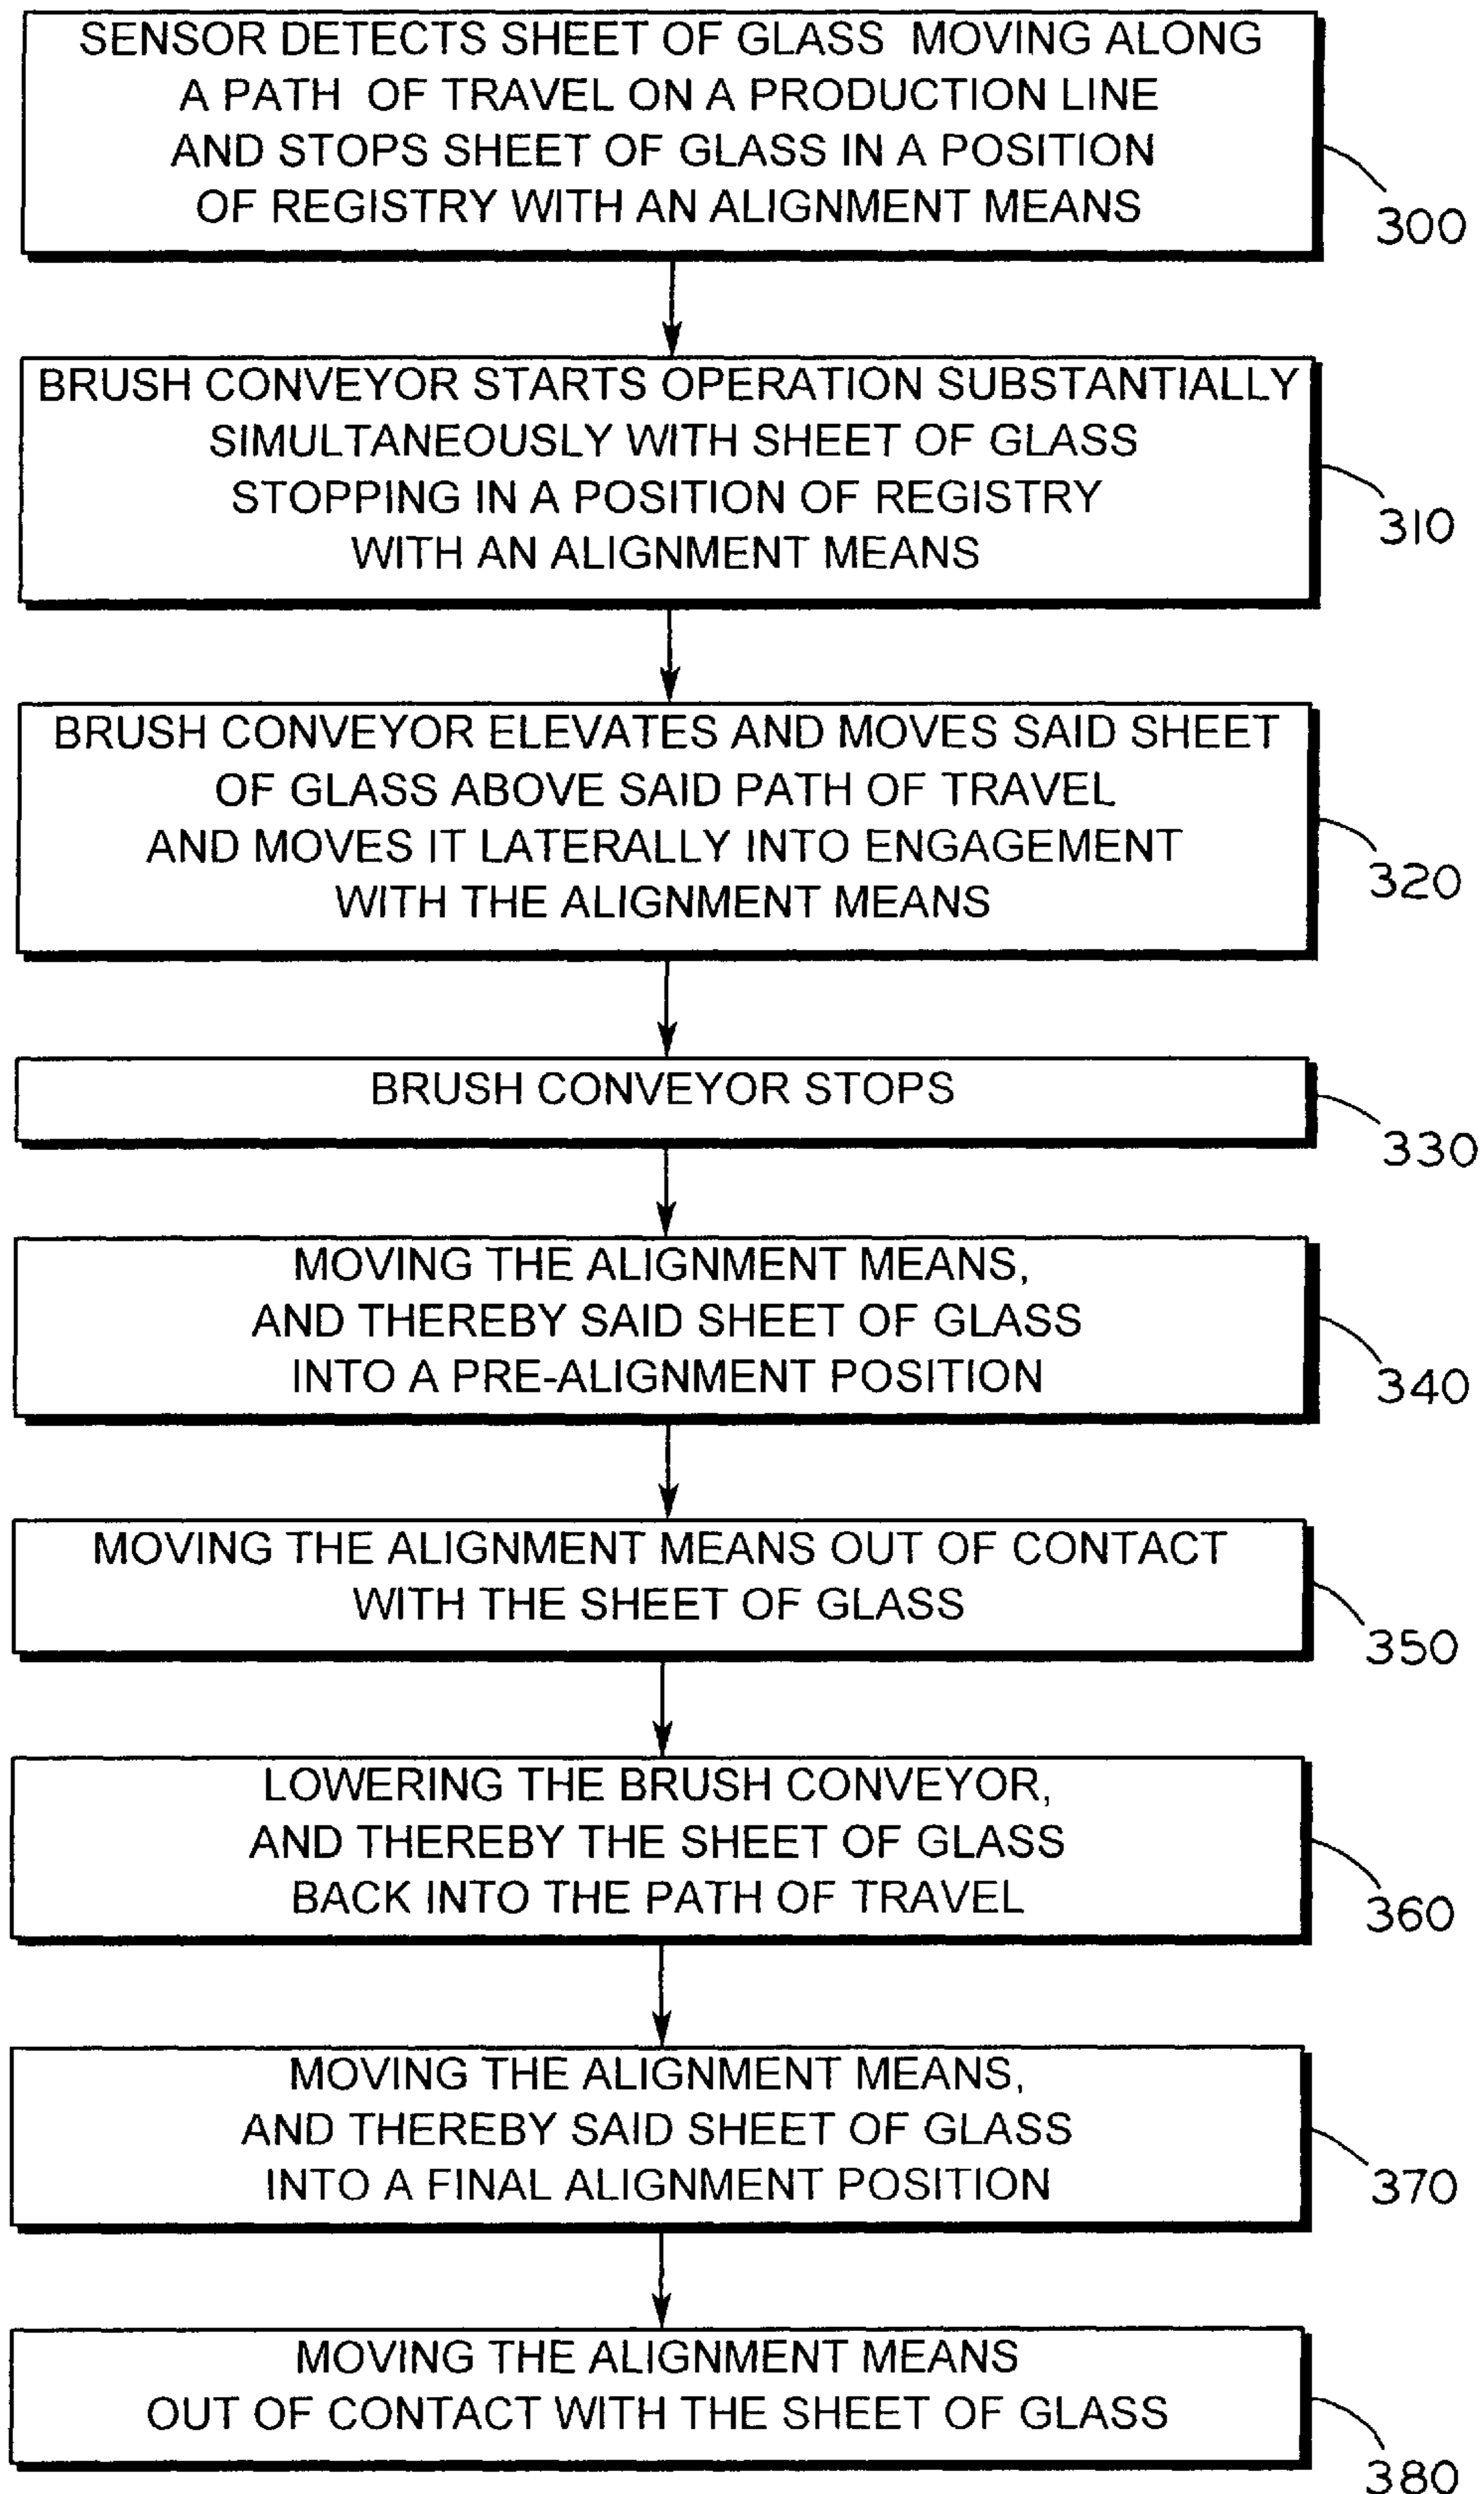 SENSOR DETECTS SHEET OF GLASS MOVING ALONG
A PATH OF TRAVEL ON A PRODUCTION LINE
AND STOPS SHEET OF GLASS IN A POSITION
OF REGISTRY WITH AN ALIGNMENT MEANS
300
BRUSH CONVEYOR STARTS OPERATION SUBSTANTIALLY
SIMULTANEOUSLY WITH SHEET OF GLASS
STOPPING IN A POSITION OF REGISTRY
WITH AN ALIGNMENT MEANS
310
BRUSH CONVEYOR ELEVATES AND MOVES SAID SHEET
OF GLASS ABOVE SAID PATH OF TRAVEL
AND MOVES IT LATERALLY INTO ENGAGEMENT
WITH THE ALIGNMENT MEANS
320
BRUSH CONVEYOR STOPS
330
MOVING THE ALIGNMENT MEANS,
AND THEREBY SAID SHEET OF GLASS
INTO A PRE-ALIGNMENT POSITION
340
MOVING THE ALIGNMENT MEANS OUT OF CONTACT
WITH THE SHEET OF GLASS
350
LOWERING THE BRUSH CONVEYOR,
AND THEREBY THE SHEET OF GLASS
BACK INTO THE PATH OF TRAVEL
360
MOVING THE ALIGNMENT MEANS,
AND THEREBY SAID SHEET OF GLASS
INTO A FINAL ALIGNMENT POSITION
370
MOVING THE ALIGNMENT MEANS
OUT OF CONTACT WITH THE SHEET OF GLASS
380